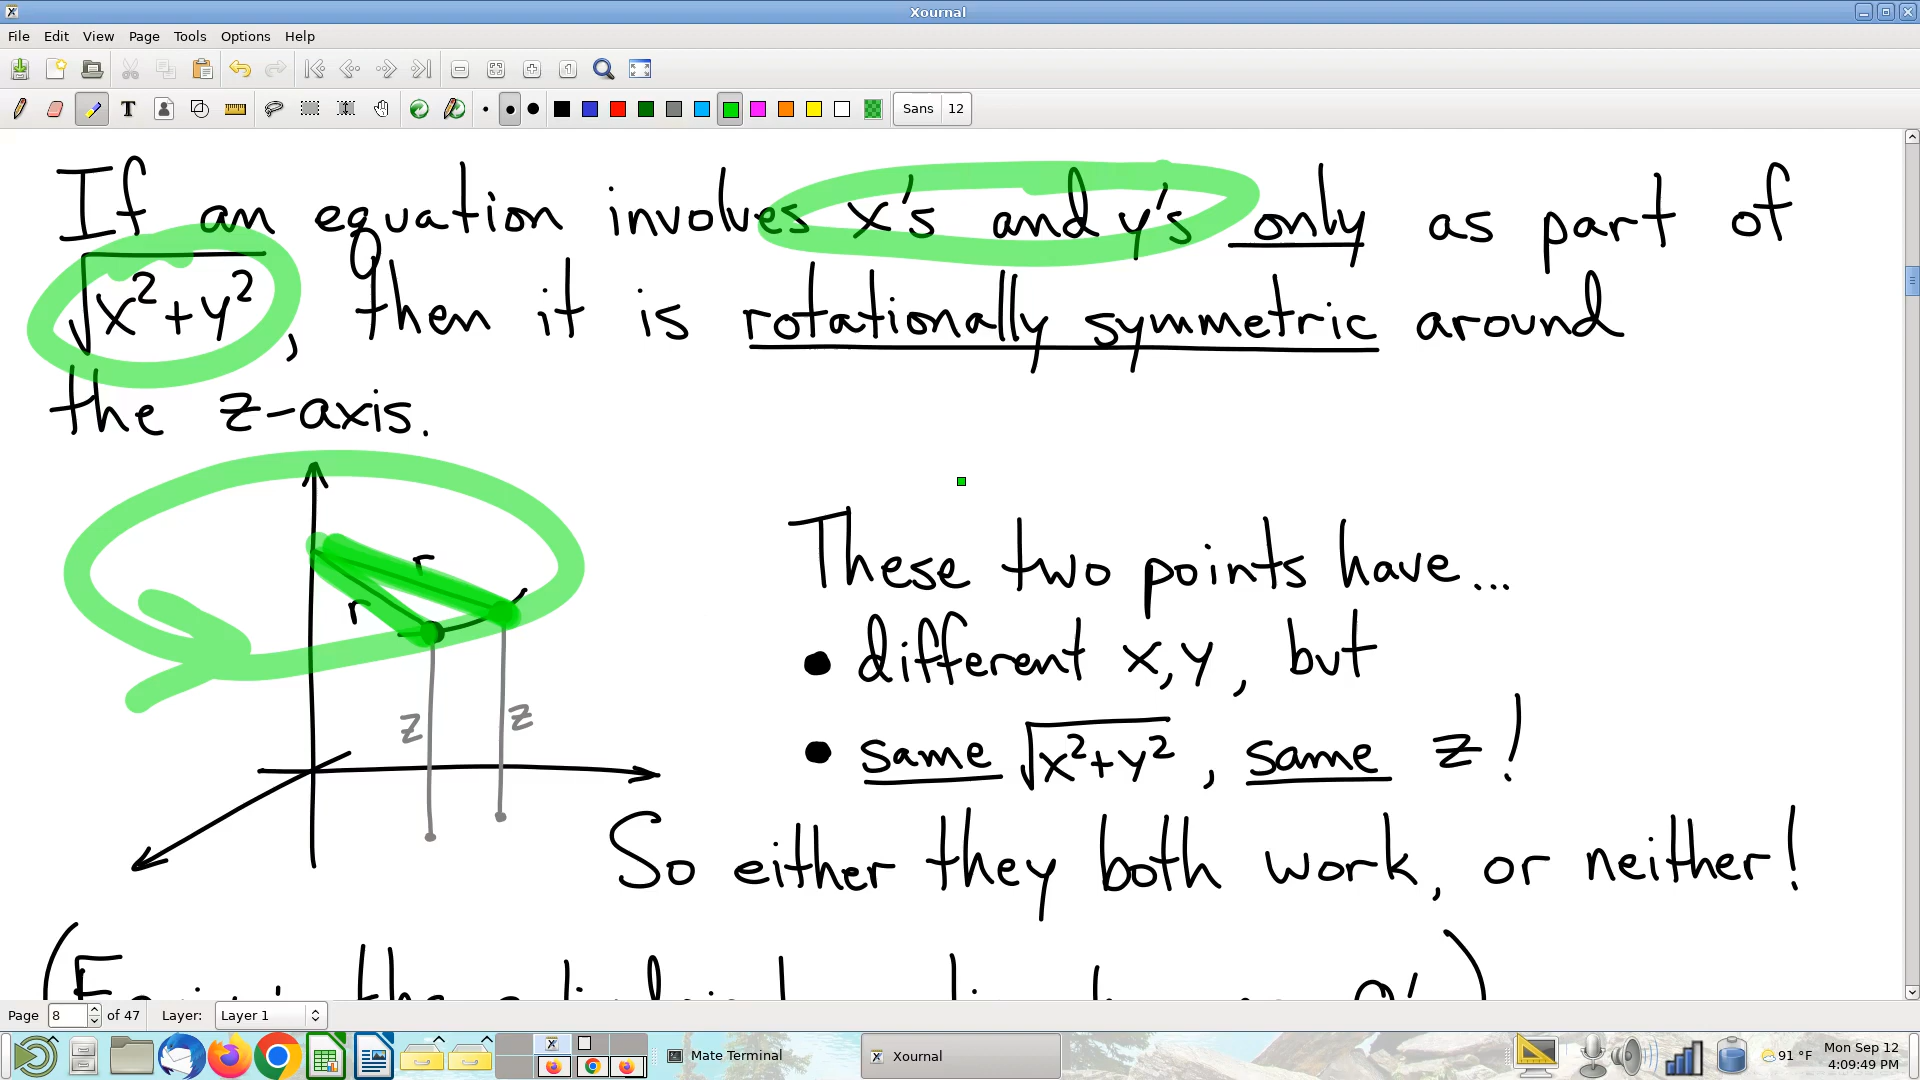 Xournal
File Edit View Page Tools Options Help
Sans 12
If an equation involves x's and y's only as part of
√x²+y², then it is rotationally symmetric around
the z-axis.
r
r
z
z
These two points have...
• different x,y, but
• same √x²+y², same z!
So either they both work, or neither!
Page 8 of 47 Layer: Layer 1
Mate Terminal
Xournal
91 °F
Mon Sep 12
4:09:49 PM